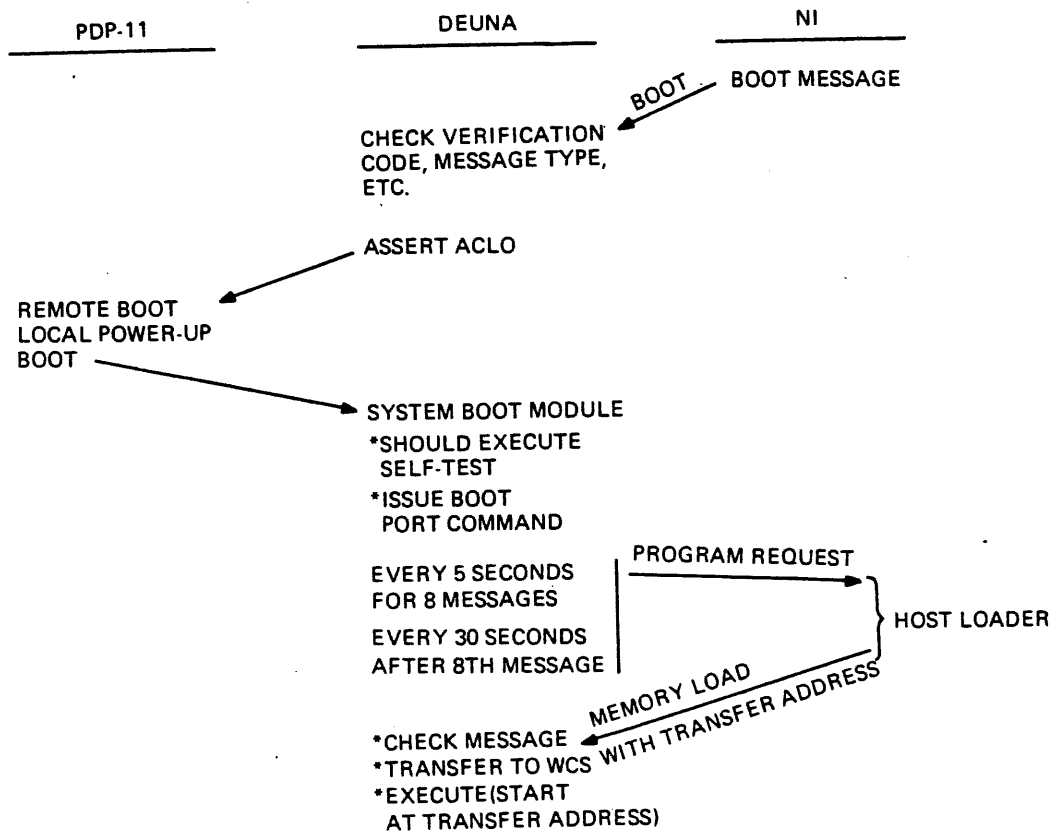 PDP-11
DEUNA
NI
BOOT
BOOT MESSAGE
CHECK VERIFICATION
CODE, MESSAGE TYPE,
ETC.
ASSERT ACLO
REMOTE BOOT
LOCAL POWER-UP
BOOT
SYSTEM BOOT MODULE
*SHOULD EXECUTE
SELF-TEST
*ISSUE BOOT
PORT COMMAND
PROGRAM REQUEST
EVERY 5 SECONDS
FOR 8 MESSAGES
HOST LOADER
EVERY 30 SECONDS
AFTER 8TH MESSAGE
MEMORY LOAD
WITH TRANSFER ADDRESS
*CHECK MESSAGE
*TRANSFER TO WCS
*EXECUTE(START
AT TRANSFER ADDRESS)